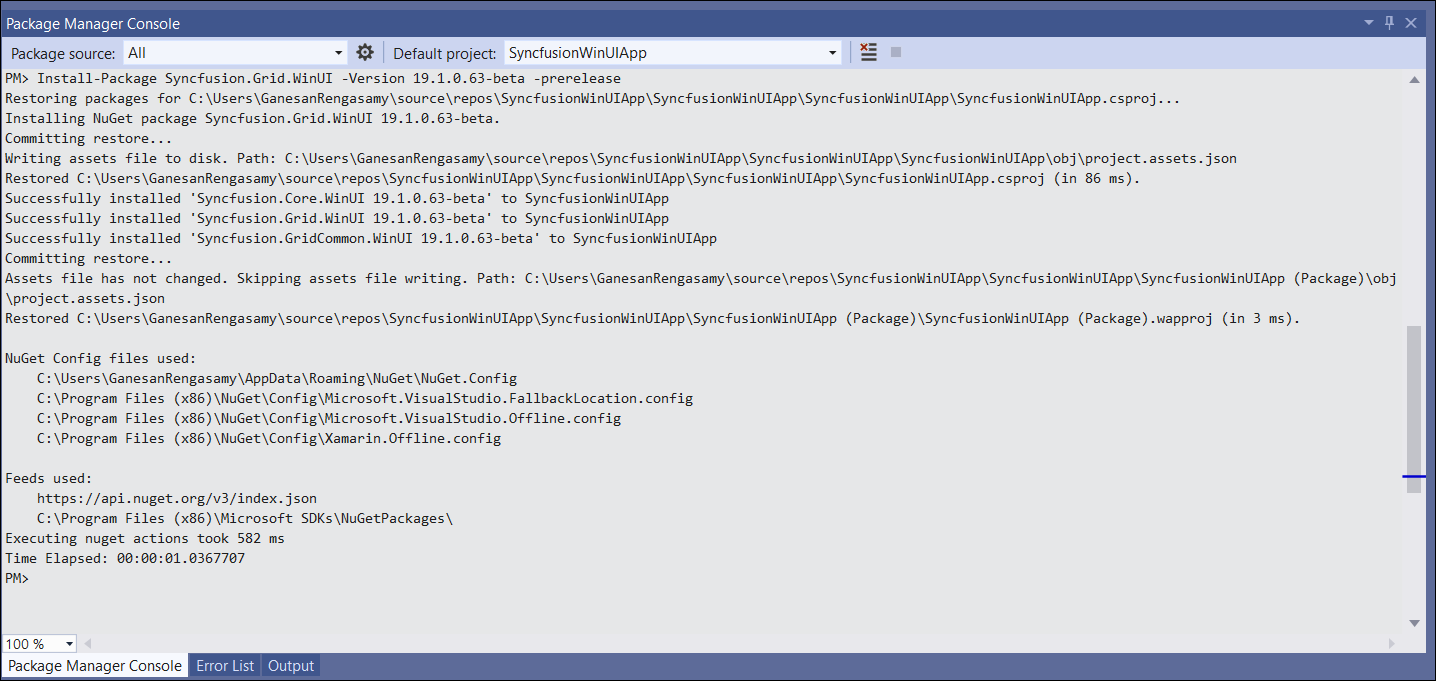 Package Manager Console
Package source: All Default project: SyncfusionWinUIApp
PM> Install-Package Syncfusion.Grid.WinUI -Version 19.1.0.63-beta -prerelease
Restoring packages for C:\Users\GanesanRengasamy\source\repos\SyncfusionWinUIApp\SyncfusionWinUIApp\SyncfusionWinUIApp\SyncfusionWinUIApp.csproj...
Installing NuGet package Syncfusion.Grid.WinUI 19.1.0.63-beta.
Committing restore...
Writing assets file to disk. Path: C:\Users\GanesanRengasamy\source\repos\SyncfusionWinUIApp\SyncfusionWinUIApp\SyncfusionWinUIApp\obj\project.assets.json
Restored C:\Users\GanesanRengasamy\source\repos\SyncfusionWinUIApp\SyncfusionWinUIApp\SyncfusionWinUIApp\SyncfusionWinUIApp.csproj (in 86 ms).
Successfully installed 'Syncfusion.Core.WinUI 19.1.0.63-beta' to SyncfusionWinUIApp
Successfully installed 'Syncfusion.Grid.WinUI 19.1.0.63-beta' to SyncfusionWinUIApp
Successfully installed 'Syncfusion.GridCommon.WinUI 19.1.0.63-beta' to SyncfusionWinUIApp
Committing restore...
Assets file has not changed. Skipping assets file writing. Path: C:\Users\GanesanRengasamy\source\repos\SyncfusionWinUIApp\SyncfusionWinUIApp\SyncfusionWinUIApp (Package)\obj
\project.assets.json
Restored C:\Users\GanesanRengasamy\source\repos\SyncfusionWinUIApp\SyncfusionWinUIApp\SyncfusionWinUIApp (Package)\SyncfusionWinUIApp (Package).wapproj (in 3 ms).
NuGet Config files used:
C:\Users\GanesanRengasamy\AppData\Roaming\NuGet\NuGet.Config
C:\Program Files (x86)\NuGet\Config\Microsoft.VisualStudio.FallbackLocation.config
C:\Program Files (x86)\NuGet\Config\Microsoft.VisualStudio.Offline.config
C:\Program Files (x86)\NuGet\Config\Xamarin.Offline.config
Feeds used:
https://api.nuget.org/v3/index.json
C:\Program Files (x86)\Microsoft SDKs\NuGetPackages\
Executing nuget actions took 582 ms
Time Elapsed: 00:00:01.0367707
PM>
100 %
Package Manager Console Error List Output